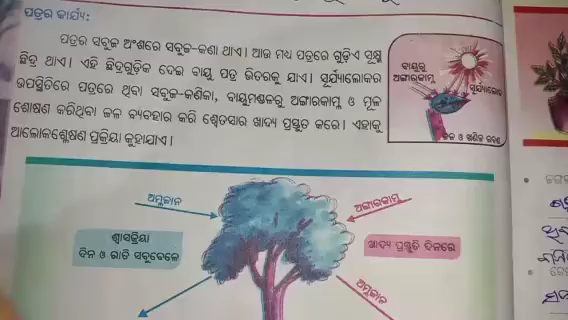 ପତ୍ରର କାର୍ଯ୍ୟ:
ପତ୍ରର ସବୁଜ ଅଂଶରେ ସବୁଜ-କଣା ଥାଏ। ଆଉ ମଧ୍ୟ ପତ୍ରରେ ଗୁଡ଼ିଏ ସୂକ୍ଷ୍ମ
ଛିଦ୍ର ଥାଏ। ଏହି ଛିଦ୍ରଗୁଡ଼ିକ ଦେଇ ବାୟୁ ପତ୍ର ଭିତରକୁ ଯାଏ। ସୂର୍ଯ୍ୟାଲୋକର
ଉପସ୍ଥିତିରେ ପତ୍ରରେ ଥିବା ସବୁଜ-କଣିକା, ବାୟୁମଣ୍ଡଳରୁ ଅଙ୍ଗାରକାମ୍ଳ ଓ ମୂଳ
ଶୋଷଣ କରିଥିବା ଜଳ ବ୍ୟବହାର କରି ଶ୍ଵେତସାର ଖାଦ୍ୟ ପ୍ରସ୍ତୁତ କରେ। ଏହାକୁ
ଆଲୋକଶ୍ଳେଷଣ ପ୍ରକ୍ରିୟା କୁହାଯାଏ।
ବାୟୁରୁ
ଅଙ୍ଗାରକାମ୍ଳ
ସୂର୍ଯ୍ୟାଲୋକ
ଜଳ ଓ ଖଣିଜ ଲବଣ
ଅମ୍ଳଜାନ
ଅଙ୍ଗାରକାମ୍ଳ
ଶ୍ଵାସକ୍ରିୟା
ଦିନ ଓ ରାତି ସବୁବେଳେ
ଖାଦ୍ୟ ପ୍ରସ୍ତୁତି ଦିନରେ
ଅମ୍ଳଜାନ